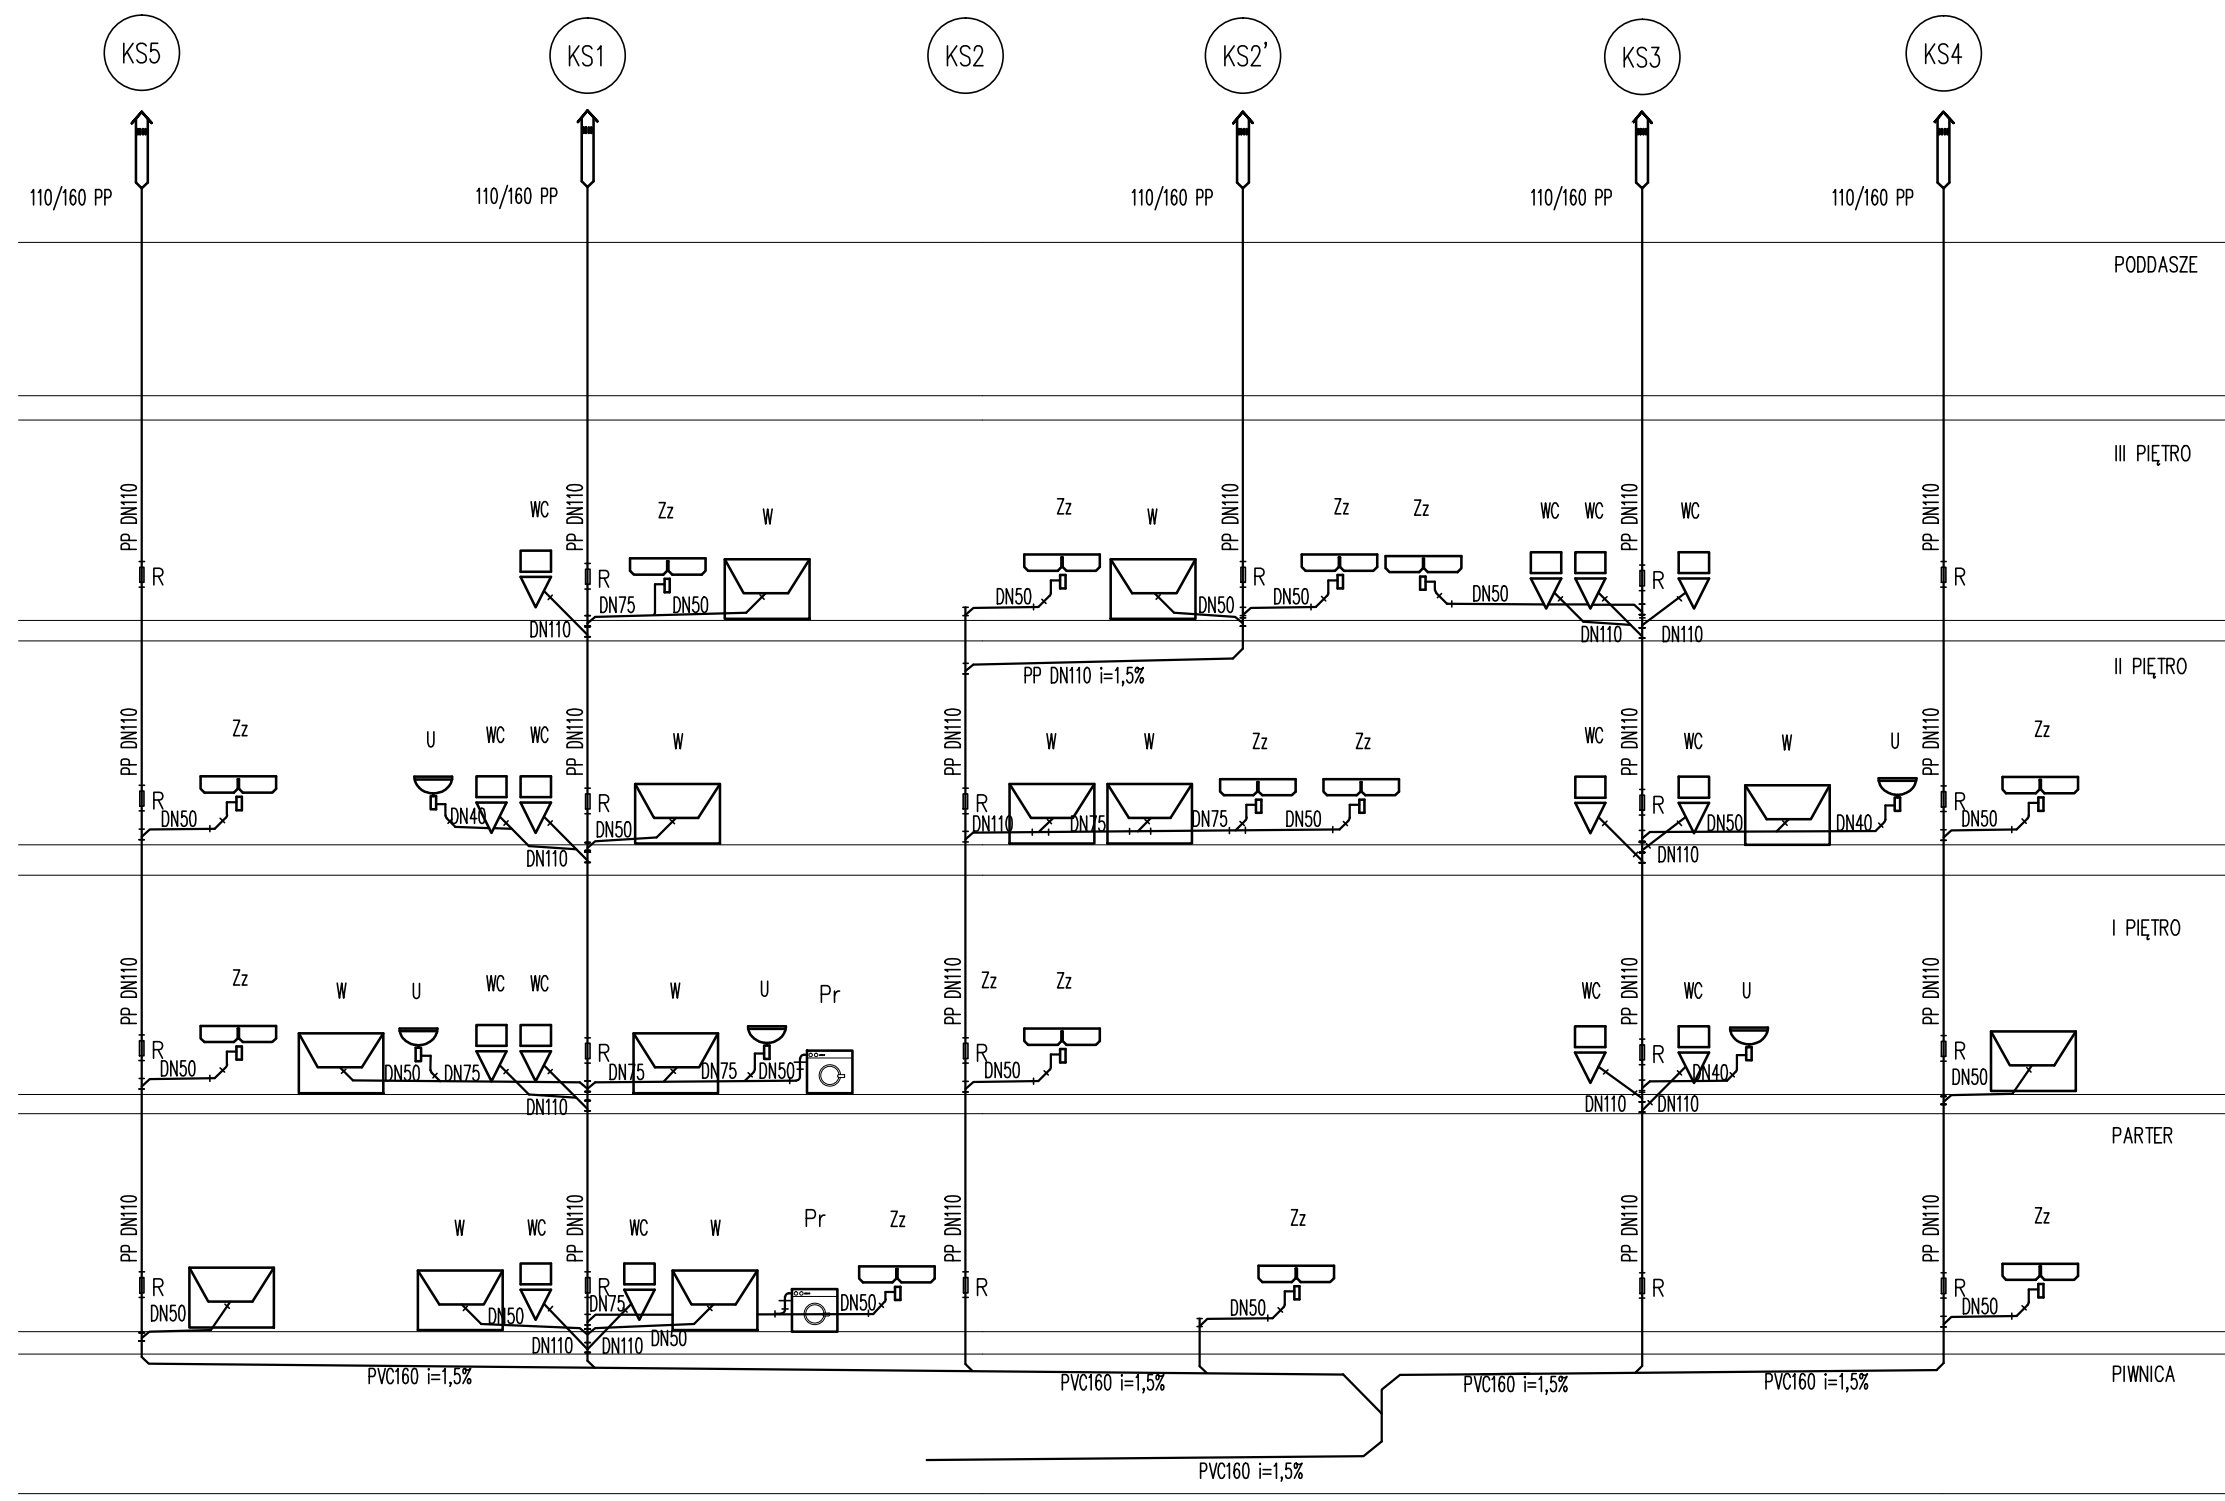 KS5 KS1 KS2 KS2' KS3 KS4
110/160 PP 110/160 PP 110/160 PP 110/160 PP 110/160 PP
PODDASZE
III PIĘTRO
PP DN110 PP DN110 PP DN110 PP DN110 PP DN110
WC Zz W Zz W Zz Zz WC WC WC
R R R R R
DN75 DN50 DN50 DN50 DN50 DN50
DN110 DN110 DN110
II PIĘTRO
PP DN110 i=1,5%
PP DN110 PP DN110 PP DN110 PP DN110 PP DN110
Zz U WC WC W W W Zz Zz WC WC W U Zz
R R R R R
DN50 DN40 DN50 DN110 DN75 DN75 DN50 DN50 DN40 DN50
DN110 DN110
I PIĘTRO
PP DN110 PP DN110 PP DN110 PP DN110 PP DN110
Zz W U WC WC W U Pr Zz Zz WC WC U
R R R R R
DN50 DN50 DN75 DN75 DN75 DN50 DN50 DN40 DN50
DN110 DN110 DN110
PARTER
PP DN110 PP DN110 PP DN110 PP DN110 PP DN110
W WC WC W Pr Zz Zz Zz
R R R R R
DN50 DN50 DN75 DN50 DN50 DN50
DN110 DN110 DN50
PIWNICA
PVC160 i=1,5% PVC160 i=1,5% PVC160 i=1,5% PVC160 i=1,5%
PVC160 i=1,5%